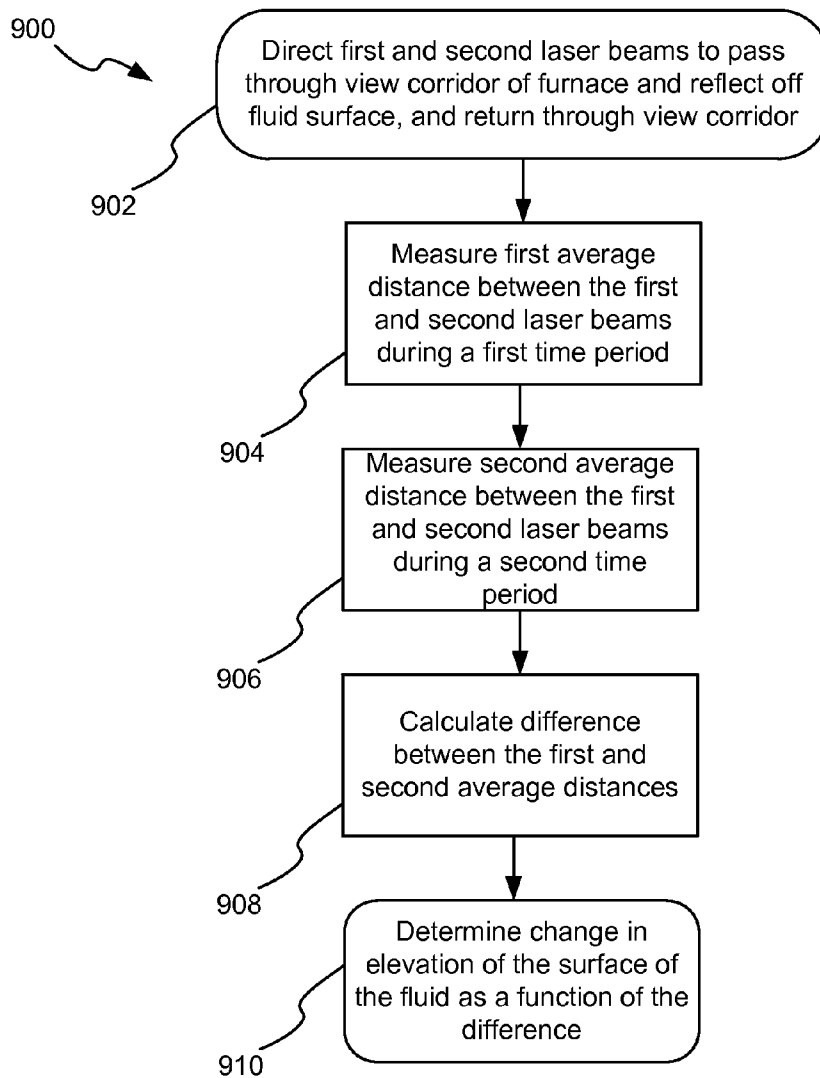 900
Direct first and second laser beams to pass
through view corridor of furnace and reflect off
fluid surface, and return through view corridor
902
Measure first average
distance between the first
and second laser beams
during a first time period
904
Measure second average
distance between the first
and second laser beams
during a second time
period
906
Calculate difference
between the first and
second average distances
908
Determine change in
elevation of the surface of
the fluid as a function of the
difference
910